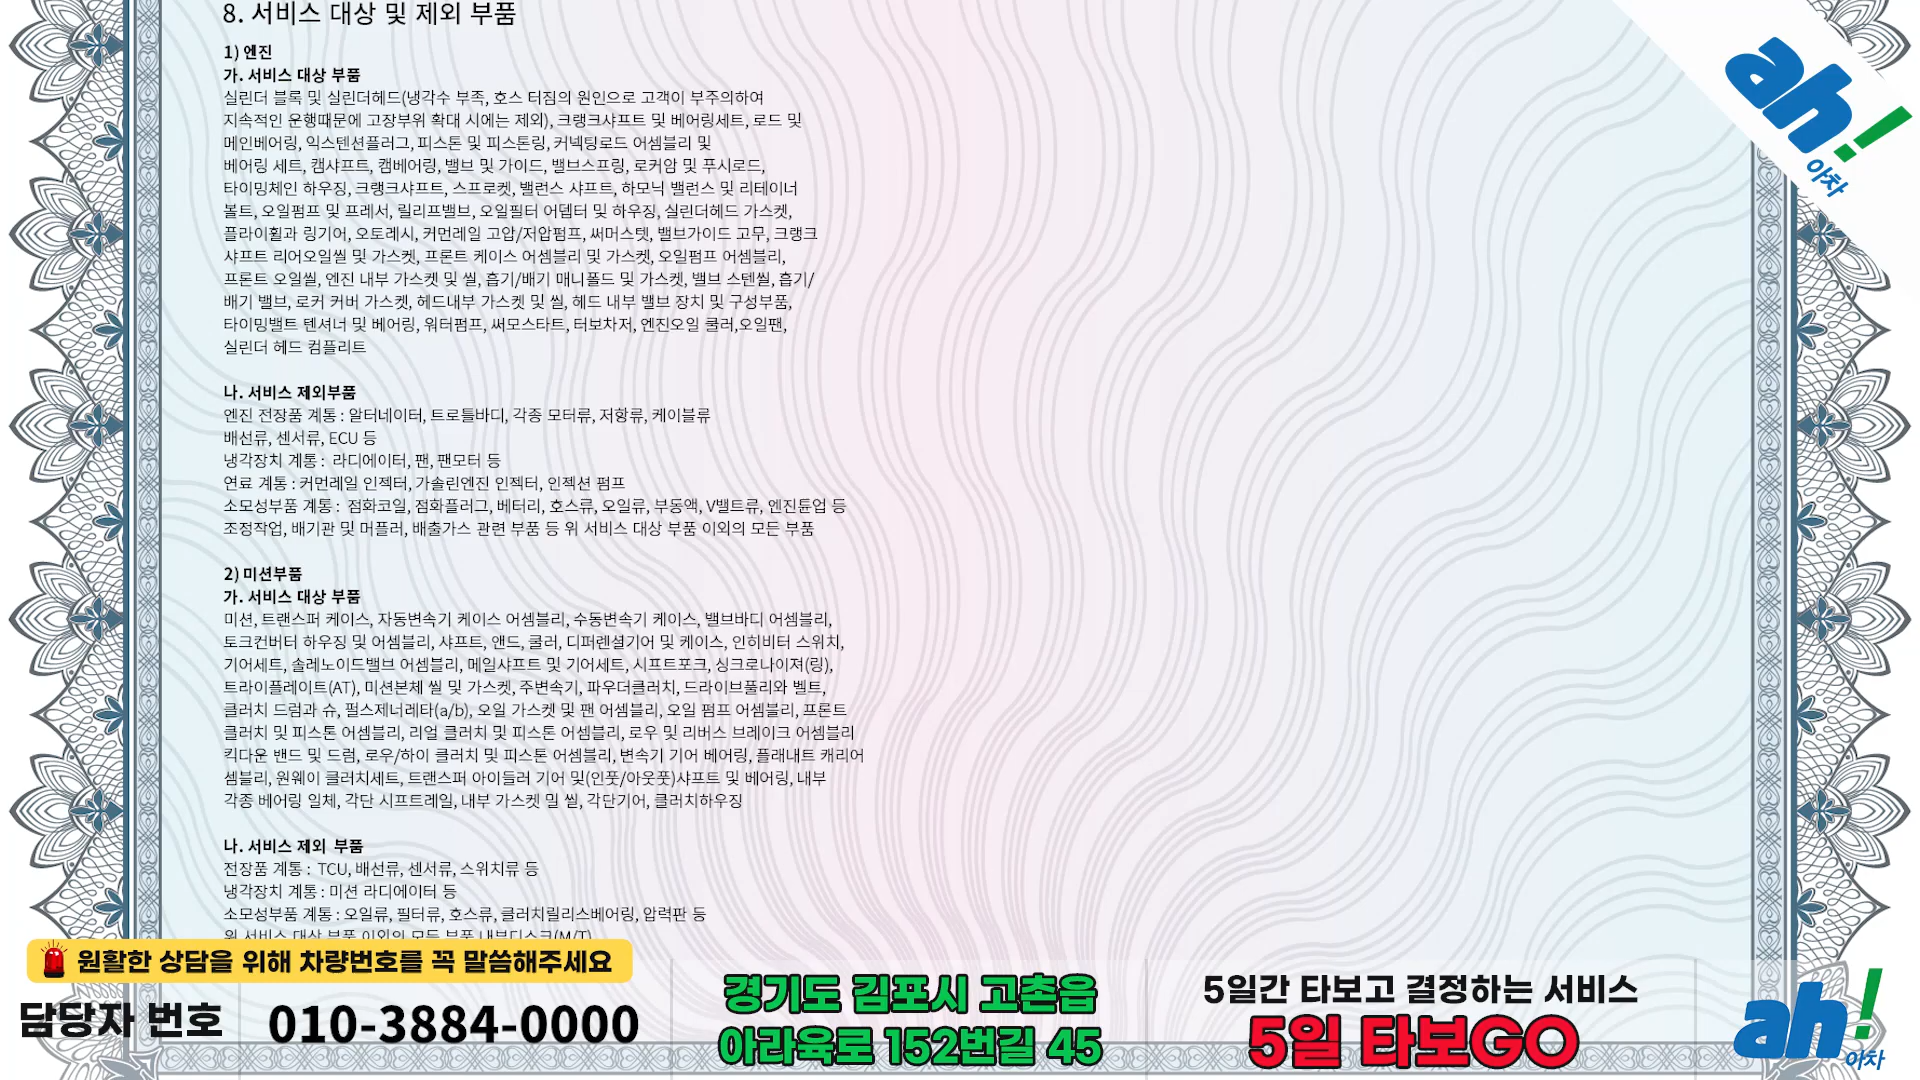 8. 서비스 대상 및 제외 부품
1) 엔진
가. 서비스 대상 부품
실린더 블록 및 실린더헤드(냉각수 부족, 호스 터짐의 원인으로 고객이 부주의하여
지속적인 운행때문에 고장부위 확대 시에는 제외), 크랭크샤프트 및 베어링세트, 로드 및
메인베어링, 익스텐션플러그, 피스톤 및 피스톤링, 커넥팅로드 어셈블리 및
베어링 세트, 캠샤프트, 캠베어링, 밸브 및 가이드, 밸브스프링, 로커암 및 푸시로드,
타이밍체인 하우징, 크랭크샤프트, 스프로켓, 밸런스 샤프트, 하모닉 밸런스 및 리테이너
볼트, 오일펌프 및 프레서, 릴리프밸브, 오일필터 어뎁터 및 하우징, 실린더헤드 가스켓,
플라이휠과 링기어, 오토래시, 커먼레일 고압/저압펌프, 써머스텟, 밸브가이드 고무, 크랭크
샤프트 리어오일씰 및 가스켓, 프론트 케이스 어셈블리 및 가스켓, 오일펌프 어셈블리,
프론트 오일씰, 엔진 내부 가스켓 및 씰, 흡기/배기 매니폴드 및 가스켓, 밸브 스텐씰, 흡기/
배기 밸브, 로커 커버 가스켓, 헤드내부 가스켓 및 씰, 헤드 내부 밸브 장치 및 구성부품,
타이밍밸트 텐셔너 및 베어링, 워터펌프, 써모스타트, 터보차저, 엔진오일 쿨러,오일팬,
실린더 헤드 컴플리트
나. 서비스 제외부품
엔진 전장품 계통 : 알터네이터, 트로틀바디, 각종 모터류, 저항류, 케이블류
배선류, 센서류, ECU 등
냉각장치 계통 : 라디에이터, 팬, 팬모터 등
연료 계통 : 커먼레일 인젝터, 가솔린엔진 인젝터, 인젝션 펌프
소모성부품 계통 : 점화코일, 점화플러그, 베터리, 호스류, 오일류, 부동액, V밸트류, 엔진튠업 등
조정작업, 배기관 및 머플러, 배출가스 관련 부품 등 위 서비스 대상 부품 이외의 모든 부품
2) 미션부품
가. 서비스 대상 부품
미션, 트랜스퍼 케이스, 자동변속기 케이스 어셈블리, 수동변속기 케이스, 밸브바디 어셈블리,
토크컨버터 하우징 및 어셈블리, 샤프트, 앤드, 쿨러, 디퍼렌셜기어 및 케이스, 인히비터 스위치,
기어세트, 솔레노이드밸브 어셈블리, 메일샤프트 및 기어세트, 시프트포크, 싱크로나이져(링),
트라이플레이트(AT), 미션본체 씰 및 가스켓, 주변속기, 파우더클러치, 드라이브풀리와 벨트,
클러치 드럼과 슈, 펄스제너레타(a/b), 오일 가스켓 및 팬 어셈블리, 오일 펌프 어셈블리, 프론트
클러치 및 피스톤 어셈블리, 리얼 클러치 및 피스톤 어셈블리, 로우 및 리버스 브레이크 어셈블리
킥다운 밴드 및 드럼, 로우/하이 클러치 및 피스톤 어셈블리, 변속기 기어 베어링, 플래내트 캐리어
셈블리, 원웨이 클러치세트, 트랜스퍼 아이들러 기어 및(인풋/아웃풋)샤프트 및 베어링, 내부
각종 베어링 일체, 각단 시프트레일, 내부 가스켓 밀 씰, 각단기어, 클러치하우징
나. 서비스 제외 부품
전장품 계통 : TCU, 배선류, 센서류, 스위치류 등
냉각장치 계통 : 미션 라디에이터 등
소모성부품 계통 : 오일류, 필터류, 호스류, 클러치릴리스베어링, 압력판 등
위 서비스 대상 부품 이외의 모든 부품 내부디스크(M/T)
원활한 상담을 위해 차량번호를 꼭 말씀해주세요
담당자 번호 010-3884-0000
경기도 김포시 고촌읍
아라육로 152번길 45
5일간 타보고 결정하는 서비스
5일 타보GO
ah!
아차
ah!
아차